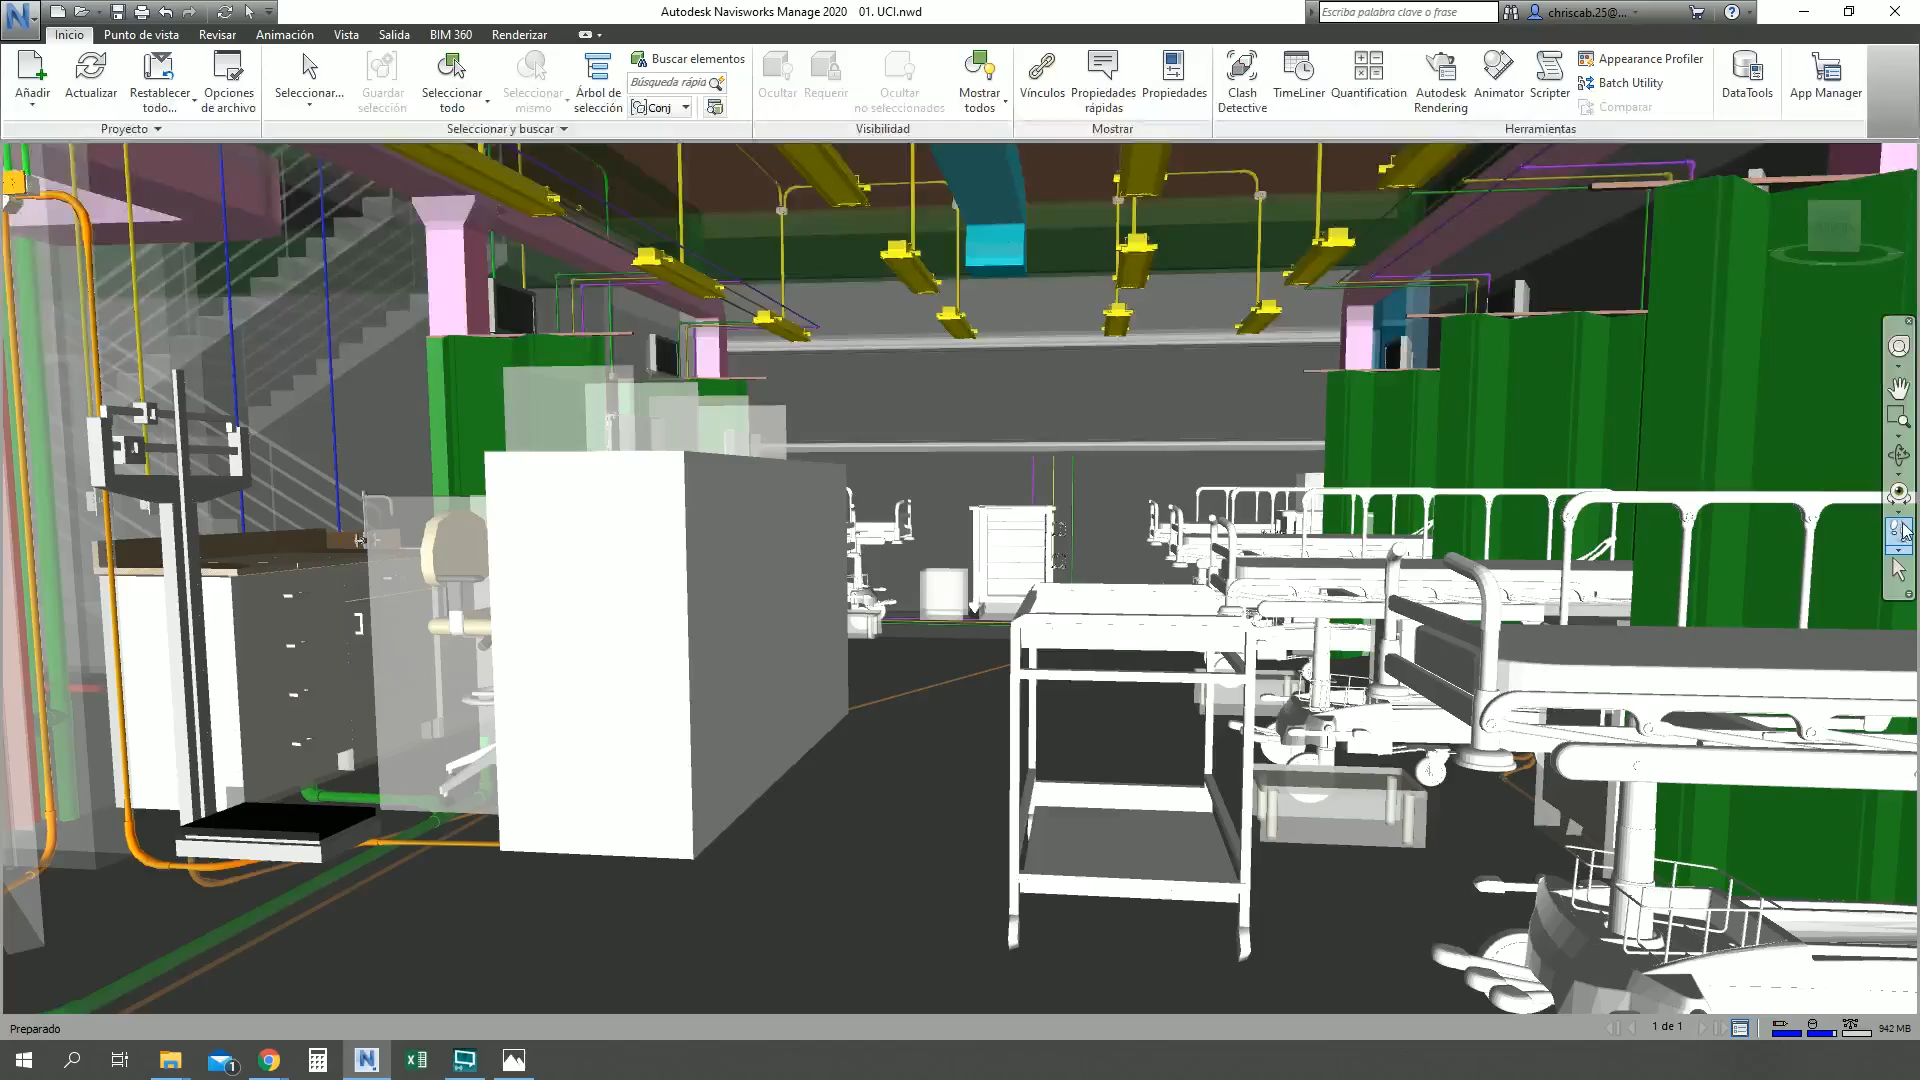 Autodesk Navisworks Manage 2020 01. UCI.nwd
Escriba palabra clave o frase
chriscab.25@...
Inicio Punto de vista Revisar Animación Vista Salida BIM 360 Renderizar
Añadir
Actualizar
Restablecer todo...
Opciones de archivo
Proyecto
Seleccionar...
Guardar selección
Seleccionar todo
Seleccionar mismo
Árbol de selección
Buscar elementos
Búsqueda rápid
Conj
Seleccionar y buscar
Ocultar
Requerir
Ocultar no seleccionados
Mostrar todos
Visibilidad
Vínculos
Propiedades rápidas
Propiedades
Mostrar
Clash Detective
TimeLiner
Quantification
Autodesk Rendering
Animator
Scripter
Appearance Profiler
Batch Utility
Comparar
Herramientas
DataTools
App Manager
Preparado
1 de 1
942 MB
1